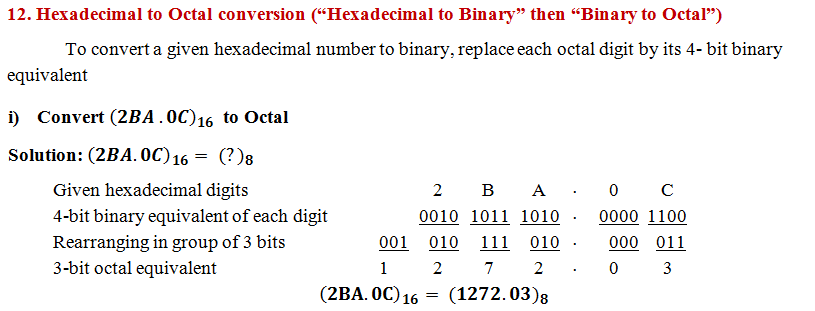 12. Hexadecimal to Octal conversion (“Hexadecimal to Binary” then “Binary to Octal”)
To convert a given hexadecimal number to binary, replace each octal digit by its 4- bit binary
equivalent
i) Convert (2BA . 0C)₁₆ to Octal
Solution: (2BA. 0C)₁₆ = (?)₈
Given hexadecimal digits 2 B A . 0 C
4-bit binary equivalent of each digit 0010 1011 1010 . 0000 1100
Rearranging in group of 3 bits 001 010 111 010 . 000 011
3-bit octal equivalent 1 2 7 2 . 0 3
(2BA. 0C)₁₆ = (1272. 03)₈